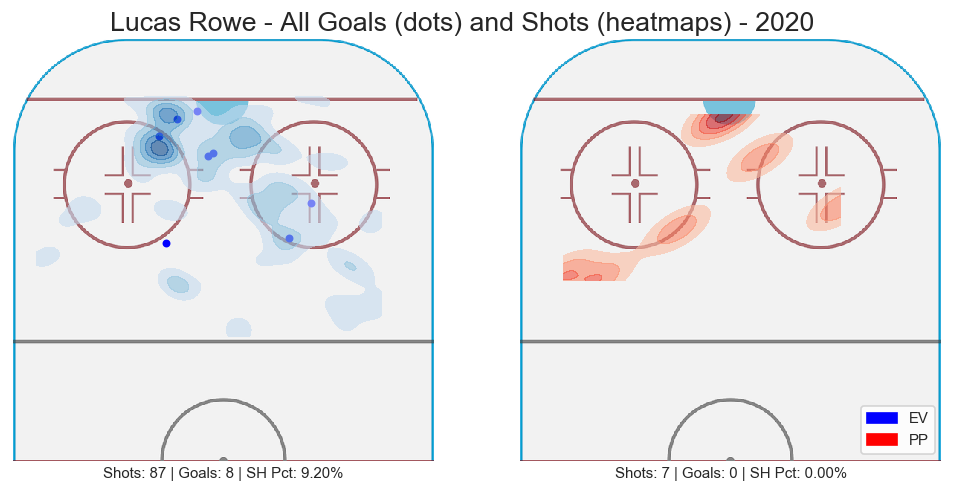 Lucas Rowe - All Goals (dots) and Shots (heatmaps) - 2020
EV
PP
Shots: 87 | Goals: 8 | SH Pct: 9.20%
Shots: 7 | Goals: 0 | SH Pct: 0.00%